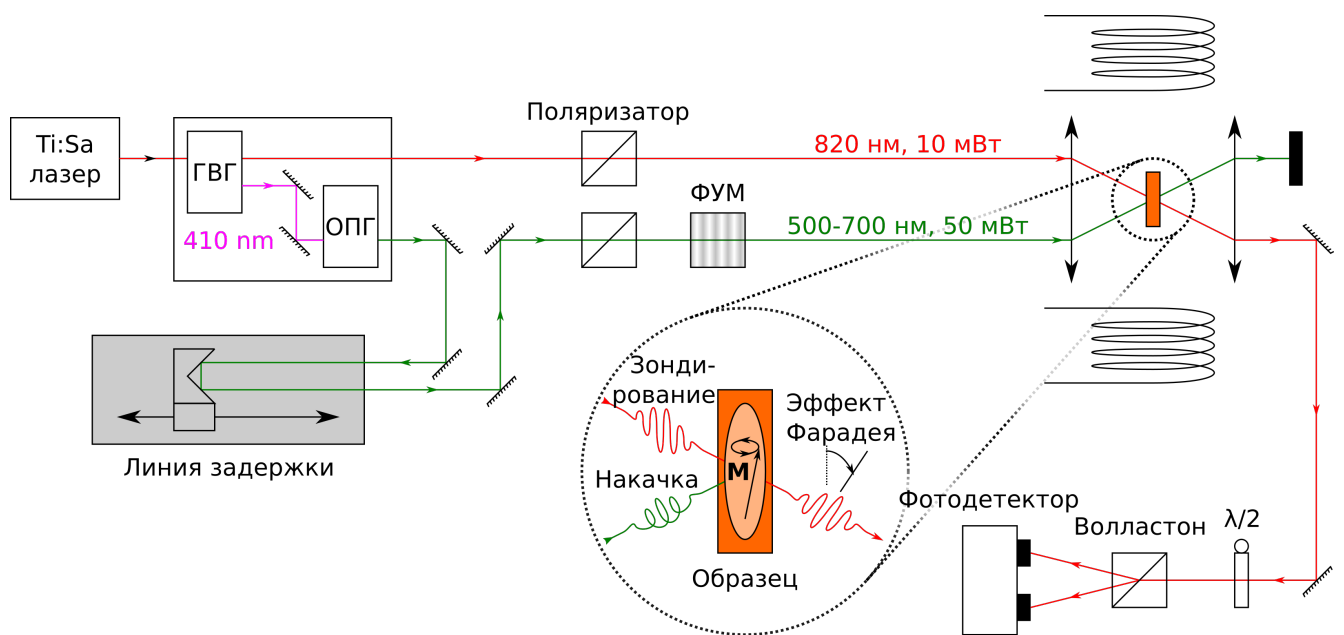 Поляризатор
Ti:Sa
лазер
ГВГ
820 нм, 10 мВт
ФУМ
ОПГ
410 nm
500-700 нм, 50 мВт
Линия задержки
Зонди-
рование
Эффект
Фарадея
М
Накачка
Образец
Фотодетектор
Волластон
λ/2